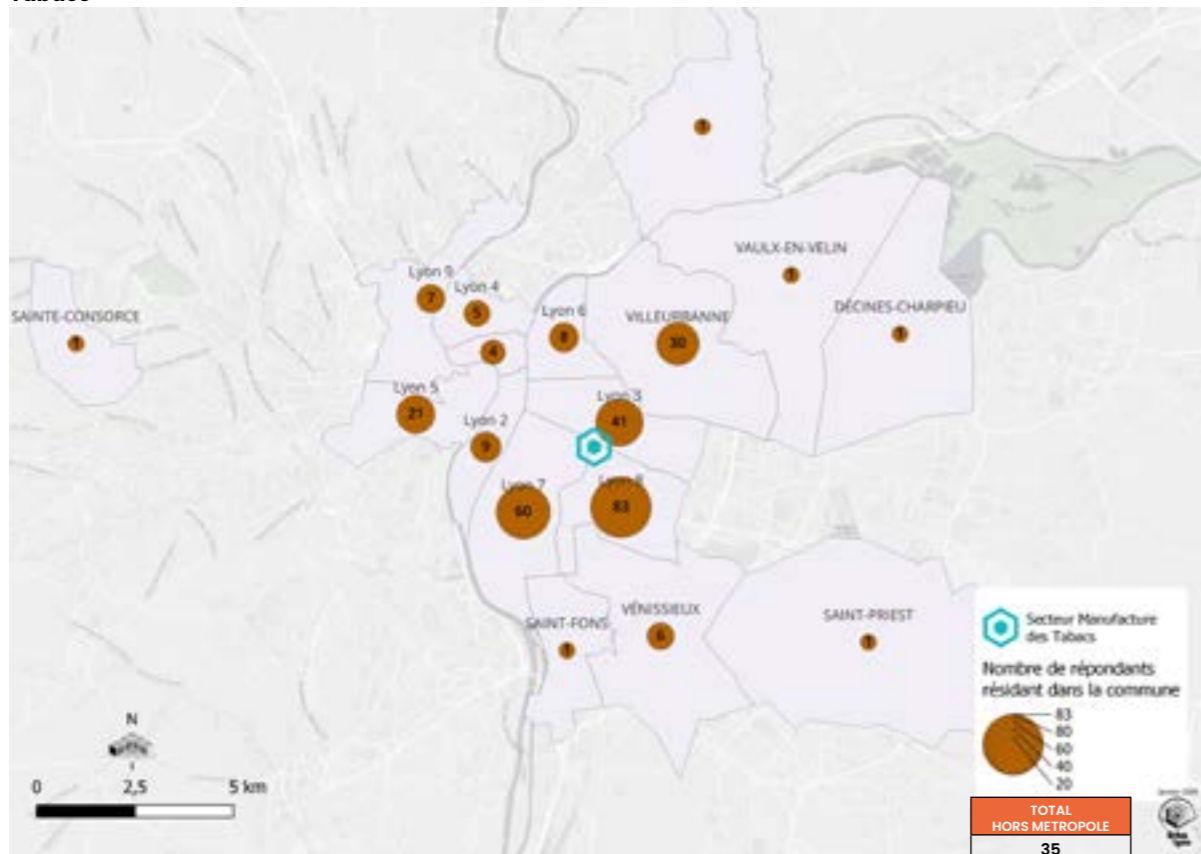 1
VAULX-EN-VELIN
1
Lyon 9
7
Lyon 4
5
SAINTE-CONSORCE
1
Lyon 6
8
VILLEURBANNE
30
DÉCINES-CHARPIEU
1
4
Lyon 5
21
Lyon 3
41
Lyon 2
9
Lyon 7
60
Lyon 8
83
SAINT-FONS
1
VÉNISSIEUX
6
SAINT-PRIEST
1
Secteur Manufacture
des Tabacs
Nombre de répondants
résidant dans la commune
83
80
60
40
20
N
0 2,5 5 km
TOTAL
HORS METROPOLE
35